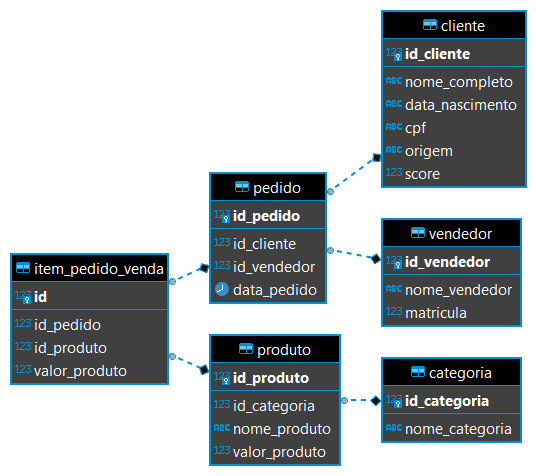 cliente
123 id_cliente
ABC nome_completo
ABC data_nascimento
ABC cpf
ABC origem
123 score
pedido
123 id_pedido
123 id_cliente
123 id_vendedor
data_pedido
vendedor
123 id_vendedor
ABC nome_vendedor
123 matricula
item_pedido_venda
123 id
123 id_pedido
123 id_produto
123 valor_produto
produto
123 id_produto
123 id_categoria
ABC nome_produto
123 valor_produto
categoria
123 id_categoria
ABC nome_categoria